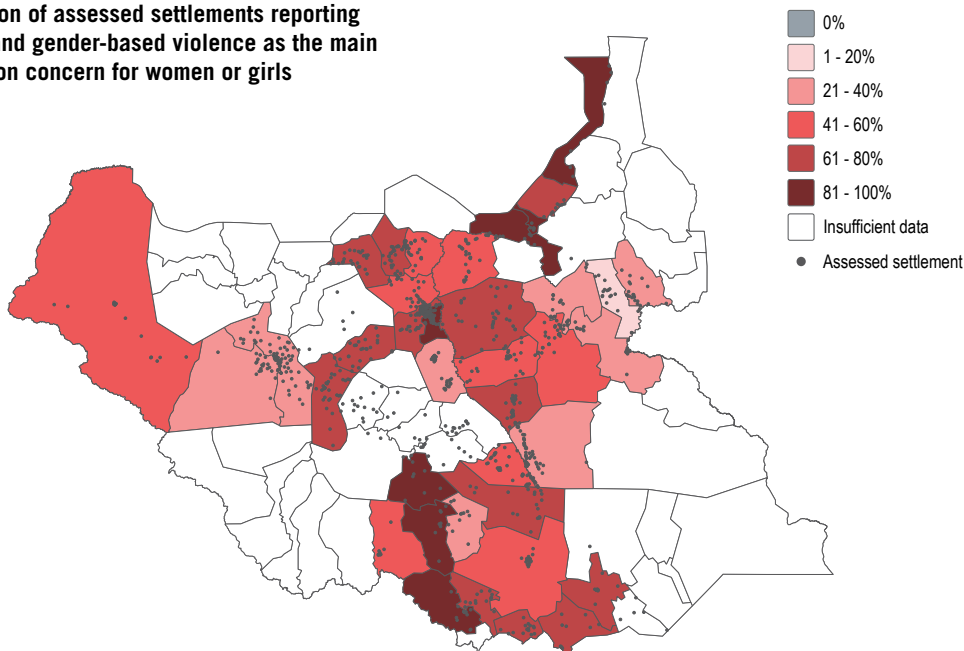 on of assessed settlements reporting
and gender-based violence as the main
on concern for women or girls
0%
1 - 20%
21 - 40%
41 - 60%
61 - 80%
81 - 100%
Insufficient data
Assessed settlement